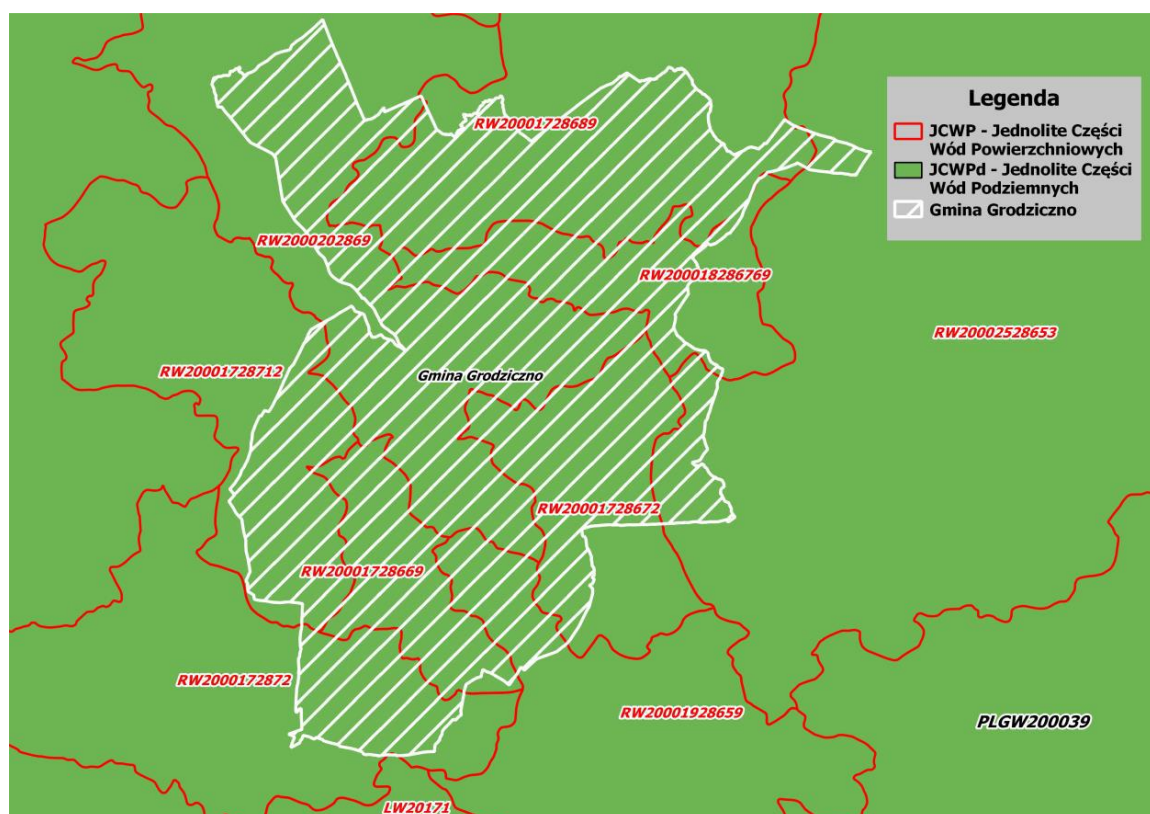 Legenda
JCWP - Jednolite Części
Wód Powierzchniowych
JCWPd - Jednolite Części
Wód Podziemnych
Gmina Grodziczno
RW20001728689
RW2000202869
RW200018286769
RW20002528653
RW20001728712
Gmina Grodziczno
RW20001728672
RW20001728669
RW2000172872
RW20001928659
PLGW200039
LW20171